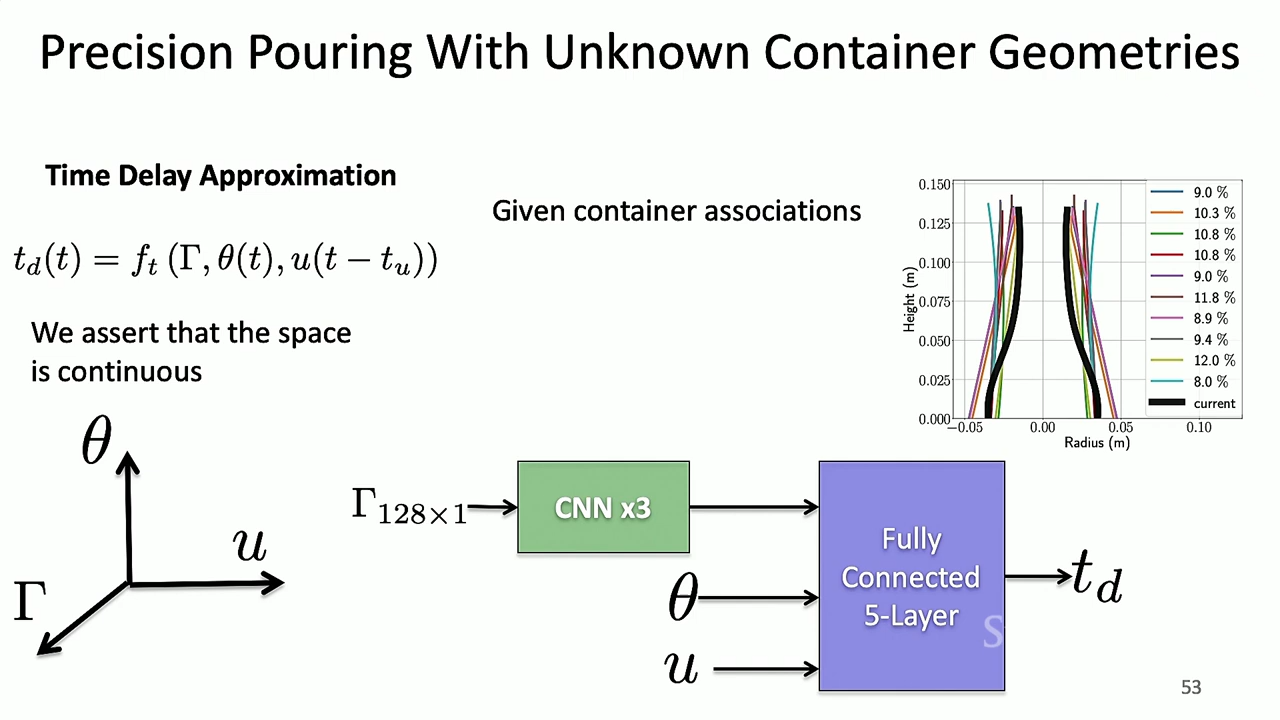 Precision Pouring With Unknown Container Geometries
Time Delay Approximation
Given container associations
t_d(t) = f_t (Γ, θ(t), u(t − t_u))
We assert that the space
is continuous
θ
u
Γ
Γ128×1
CNN x3
θ
u
Fully
Connected
5-Layer
S
t_d
Height (m)
0.150
0.125
0.100
0.075
0.050
0.025
0.000
−0.05
0.00
0.05
0.10
Radius (m)
9.0 %
10.3 %
10.8 %
10.8 %
9.0 %
11.8 %
8.9 %
9.4 %
12.0 %
8.0 %
current
53